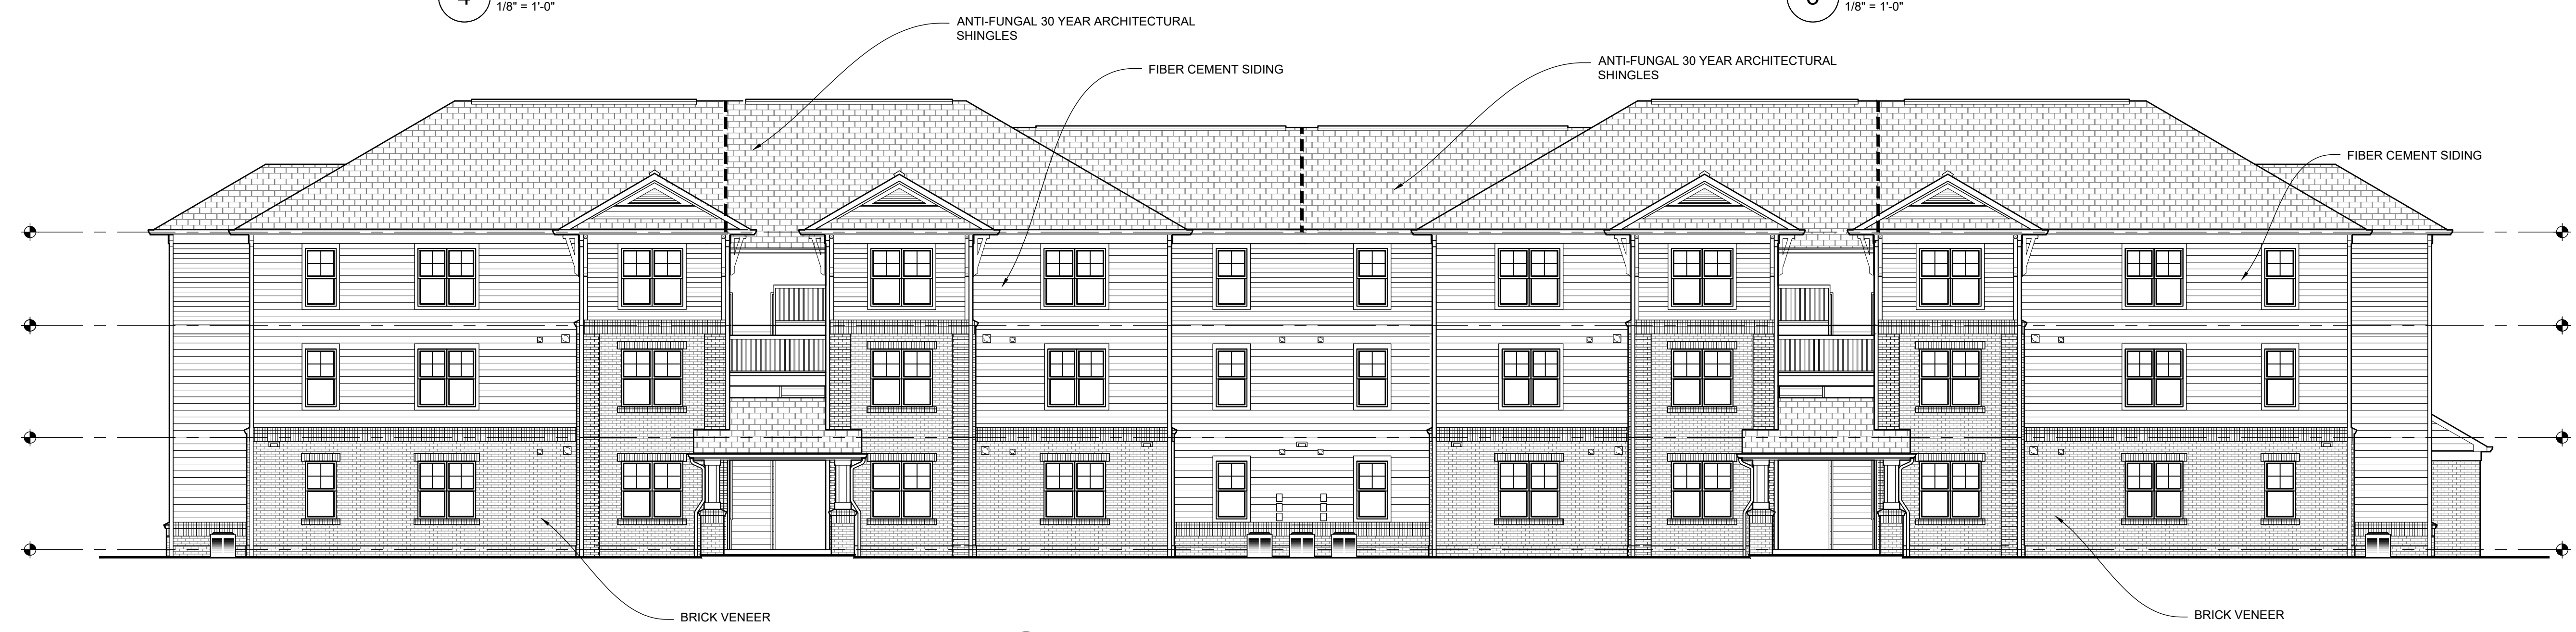 1/8" = 1'-0"
1/8" = 1'-0"
ANTI-FUNGAL 30 YEAR ARCHITECTURAL
SHINGLES
FIBER CEMENT SIDING
ANTI-FUNGAL 30 YEAR ARCHITECTURAL
SHINGLES
FIBER CEMENT SIDING
BRICK VENEER
BRICK VENEER